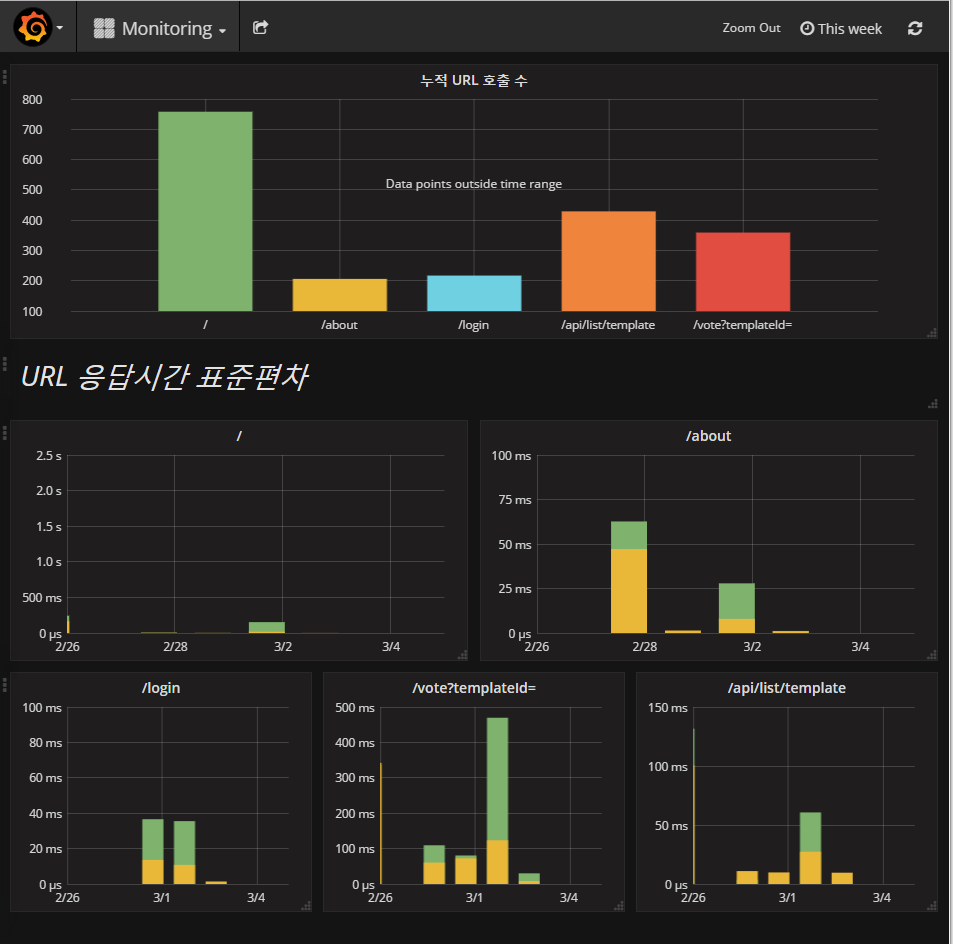 Monitoring
Zoom Out
This week
누적 URL 호출 수
800
700
600
500
400
300
200
100
Data points outside time range
/ /about /login /api/list/template /vote?templateId=
URL 응답시간 표준편차
/
2.5 s
2.0 s
1.5 s
1.0 s
500 ms
0 µs
2/26 2/28 3/2 3/4
/about
100 ms
75 ms
50 ms
25 ms
0 µs
2/26 2/28 3/2 3/4
/login
100 ms
80 ms
60 ms
40 ms
20 ms
0 µs
2/26 3/1 3/4
/vote?templateId=
500 ms
400 ms
300 ms
200 ms
100 ms
0 µs
2/26 3/1 3/4
/api/list/template
150 ms
100 ms
50 ms
0 µs
2/26 3/1 3/4